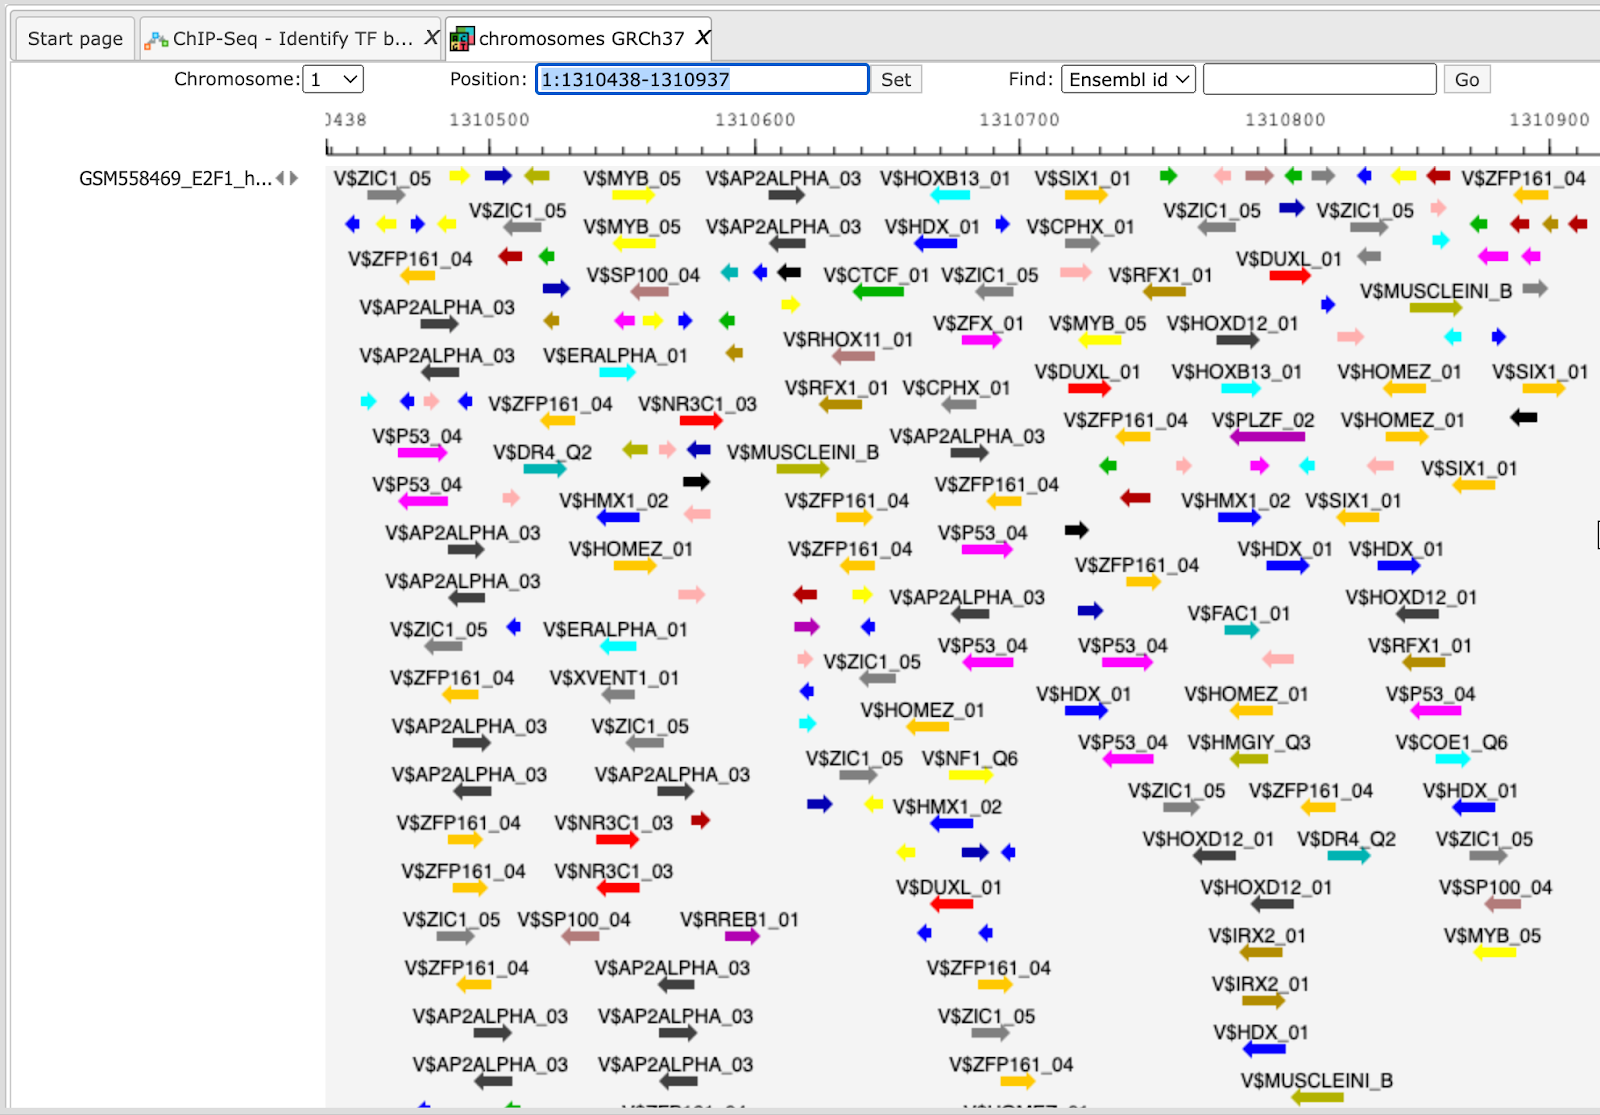 Start page
ChIP-Seq - Identify TF b... X
chromosomes GRCh37 X
Chromosome: 1 Position: 1:1310438-1310937 Set Find: Ensembl id Go
0438 1310500 1310600 1310700 1310800 1310900
GSM558469_E2F1_h...
V$ZIC1_05 V$MYB_05 V$AP2ALPHA_03 V$HOXB13_01 V$SIX1_01 V$ZFP161_04
V$ZIC1_05 V$ZIC1_05 V$ZIC1_05
V$MYB_05 V$AP2ALPHA_03 V$HDX_01 V$CPHX_01
V$ZFP161_04 V$DUXL_01
V$SP100_04 V$CTCF_01 V$ZIC1_05 V$RFX1_01
V$MUSCLEINI_B
V$AP2ALPHA_03
V$ZFX_01 V$MYB_05 V$HOXD12_01
V$RHOX11_01
V$AP2ALPHA_03 V$ERALPHA_01
V$DUXL_01 V$HOXB13_01 V$HOMEZ_01 V$SIX1_01
V$RFX1_01 V$CPHX_01
V$ZFP161_04 V$NR3C1_03
V$ZFP161_04 V$PLZF_02 V$HOMEZ_01
V$P53_04 V$AP2ALPHA_03
V$DR4_Q2 V$MUSCLEINI_B
V$SIX1_01
V$P53_04 V$ZFP161_04
V$HMX1_02 V$ZFP161_04 V$HMX1_02 V$SIX1_01
V$AP2ALPHA_03 V$P53_04
V$HOMEZ_01 V$ZFP161_04 V$HDX_01 V$HDX_01
V$ZFP161_04
V$AP2ALPHA_03
V$AP2ALPHA_03 V$HOXD12_01
V$FAC1_01
V$ZIC1_05 V$ERALPHA_01
V$P53_04 V$P53_04 V$RFX1_01
V$ZIC1_05
V$ZFP161_04 V$XVENT1_01
V$HDX_01 V$HOMEZ_01 V$P53_04
V$HOMEZ_01
V$AP2ALPHA_03 V$ZIC1_05
V$P53_04 V$HMGIY_Q3 V$COE1_Q6
V$ZIC1_05 V$NF1_Q6
V$AP2ALPHA_03 V$AP2ALPHA_03
V$ZIC1_05 V$ZFP161_04 V$HDX_01
V$HMX1_02
V$ZFP161_04 V$NR3C1_03
V$HOXD12_01 V$DR4_Q2 V$ZIC1_05
V$ZFP161_04 V$NR3C1_03
V$DUXL_01 V$HOXD12_01 V$SP100_04
V$ZIC1_05 V$SP100_04 V$RREB1_01
V$IRX2_01 V$MYB_05
V$ZFP161_04 V$AP2ALPHA_03 V$ZFP161_04
V$IRX2_01
V$AP2ALPHA_03 V$AP2ALPHA_03 V$ZIC1_05
V$HDX_01
V$AP2ALPHA_03 V$AP2ALPHA_03 V$ZFP161_04
V$MUSCLEINI_B